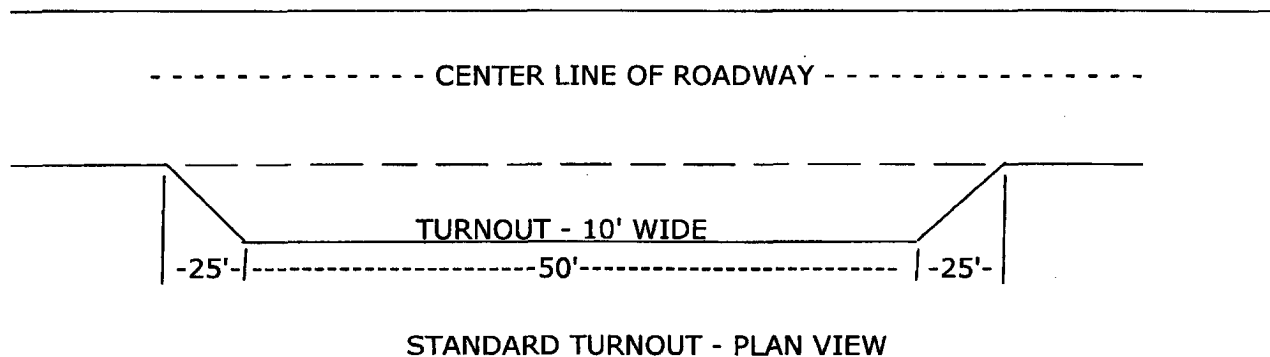 CENTER LINE OF ROADWAY
TURNOUT - 10' WIDE
-25'- 50' -25'-
STANDARD TURNOUT - PLAN VIEW